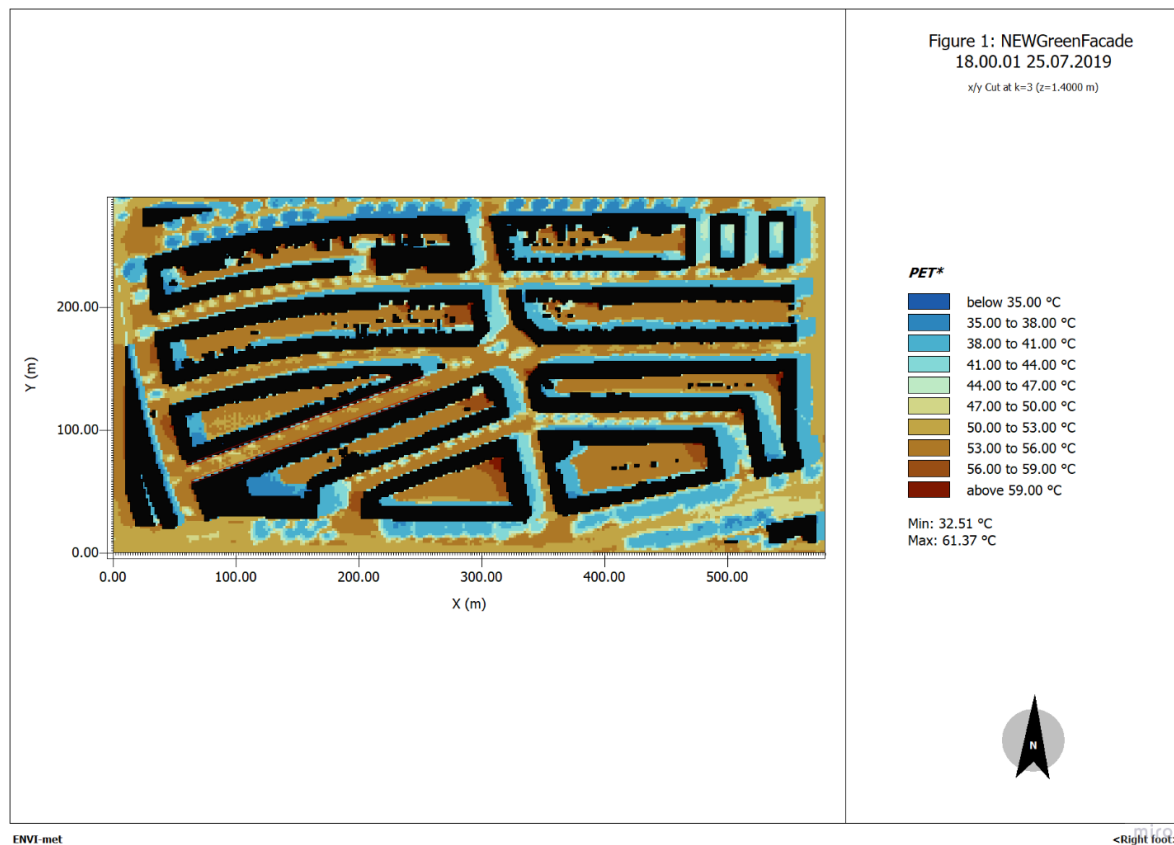 Figure 1: NEWGreenFacade
18.00.01 25.07.2019
x/y Cut at k=3 (z=1.4000 m)
PET*
below 35.00 °C
35.00 to 38.00 °C
38.00 to 41.00 °C
41.00 to 44.00 °C
44.00 to 47.00 °C
47.00 to 50.00 °C
50.00 to 53.00 °C
53.00 to 56.00 °C
56.00 to 59.00 °C
above 59.00 °C
Min: 32.51 °C
Max: 61.37 °C
Y (m)
200.00
100.00
0.00
0.00 100.00 200.00 300.00 400.00 500.00
X (m)
N
ENVI-met
miro
<Right foot: